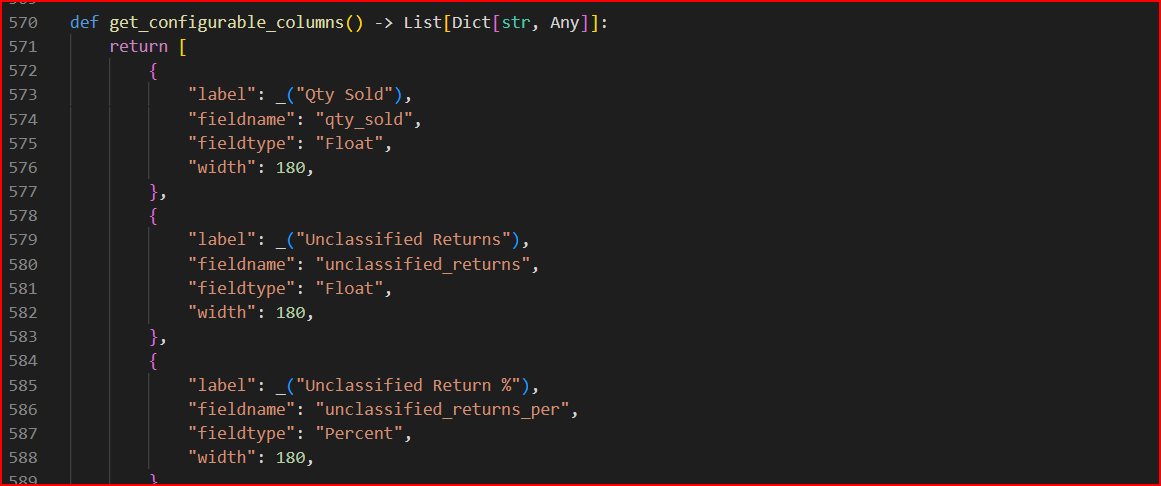 570 def get_configurable_columns() -> List[Dict[str, Any]]:
571 return [
572 {
573 "label": _("Qty Sold"),
574 "fieldname": "qty_sold",
575 "fieldtype": "Float",
576 "width": 180,
577 },
578 {
579 "label": _("Unclassified Returns"),
580 "fieldname": "unclassified_returns",
581 "fieldtype": "Float",
582 "width": 180,
583 },
584 {
585 "label": _("Unclassified Return %"),
586 "fieldname": "unclassified_returns_per",
587 "fieldtype": "Percent",
588 "width": 180,
589 }